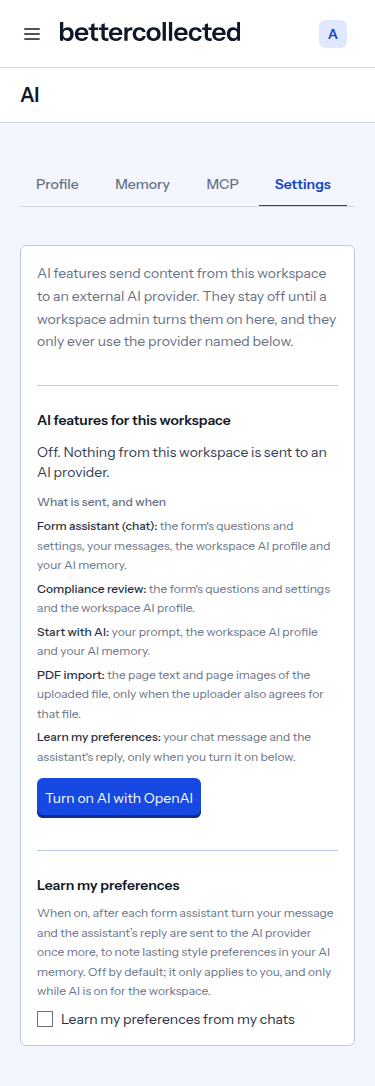 bettercollected
A
AI
Profile
Memory
MCP
Settings
AI features send content from this workspace
to an external AI provider. They stay off until a
workspace admin turns them on here, and they
only ever use the provider named below.
AI features for this workspace
Off. Nothing from this workspace is sent to an
AI provider.
What is sent, and when
Form assistant (chat): the form's questions and
settings, your messages, the workspace AI profile and
your AI memory.
Compliance review: the form's questions and settings
and the workspace AI profile.
Start with AI: your prompt, the workspace AI profile
and your AI memory.
PDF import: the page text and page images of the
uploaded file, only when the uploader also agrees for
that file.
Learn my preferences: your chat message and the
assistant's reply, only when you turn it on below.
Turn on AI with OpenAI
Learn my preferences
When on, after each form assistant turn your message
and the assistant's reply are sent to the AI provider
once more, to note lasting style preferences in your AI
memory. Off by default; it only applies to you, and only
while AI is on for the workspace.
Learn my preferences from my chats